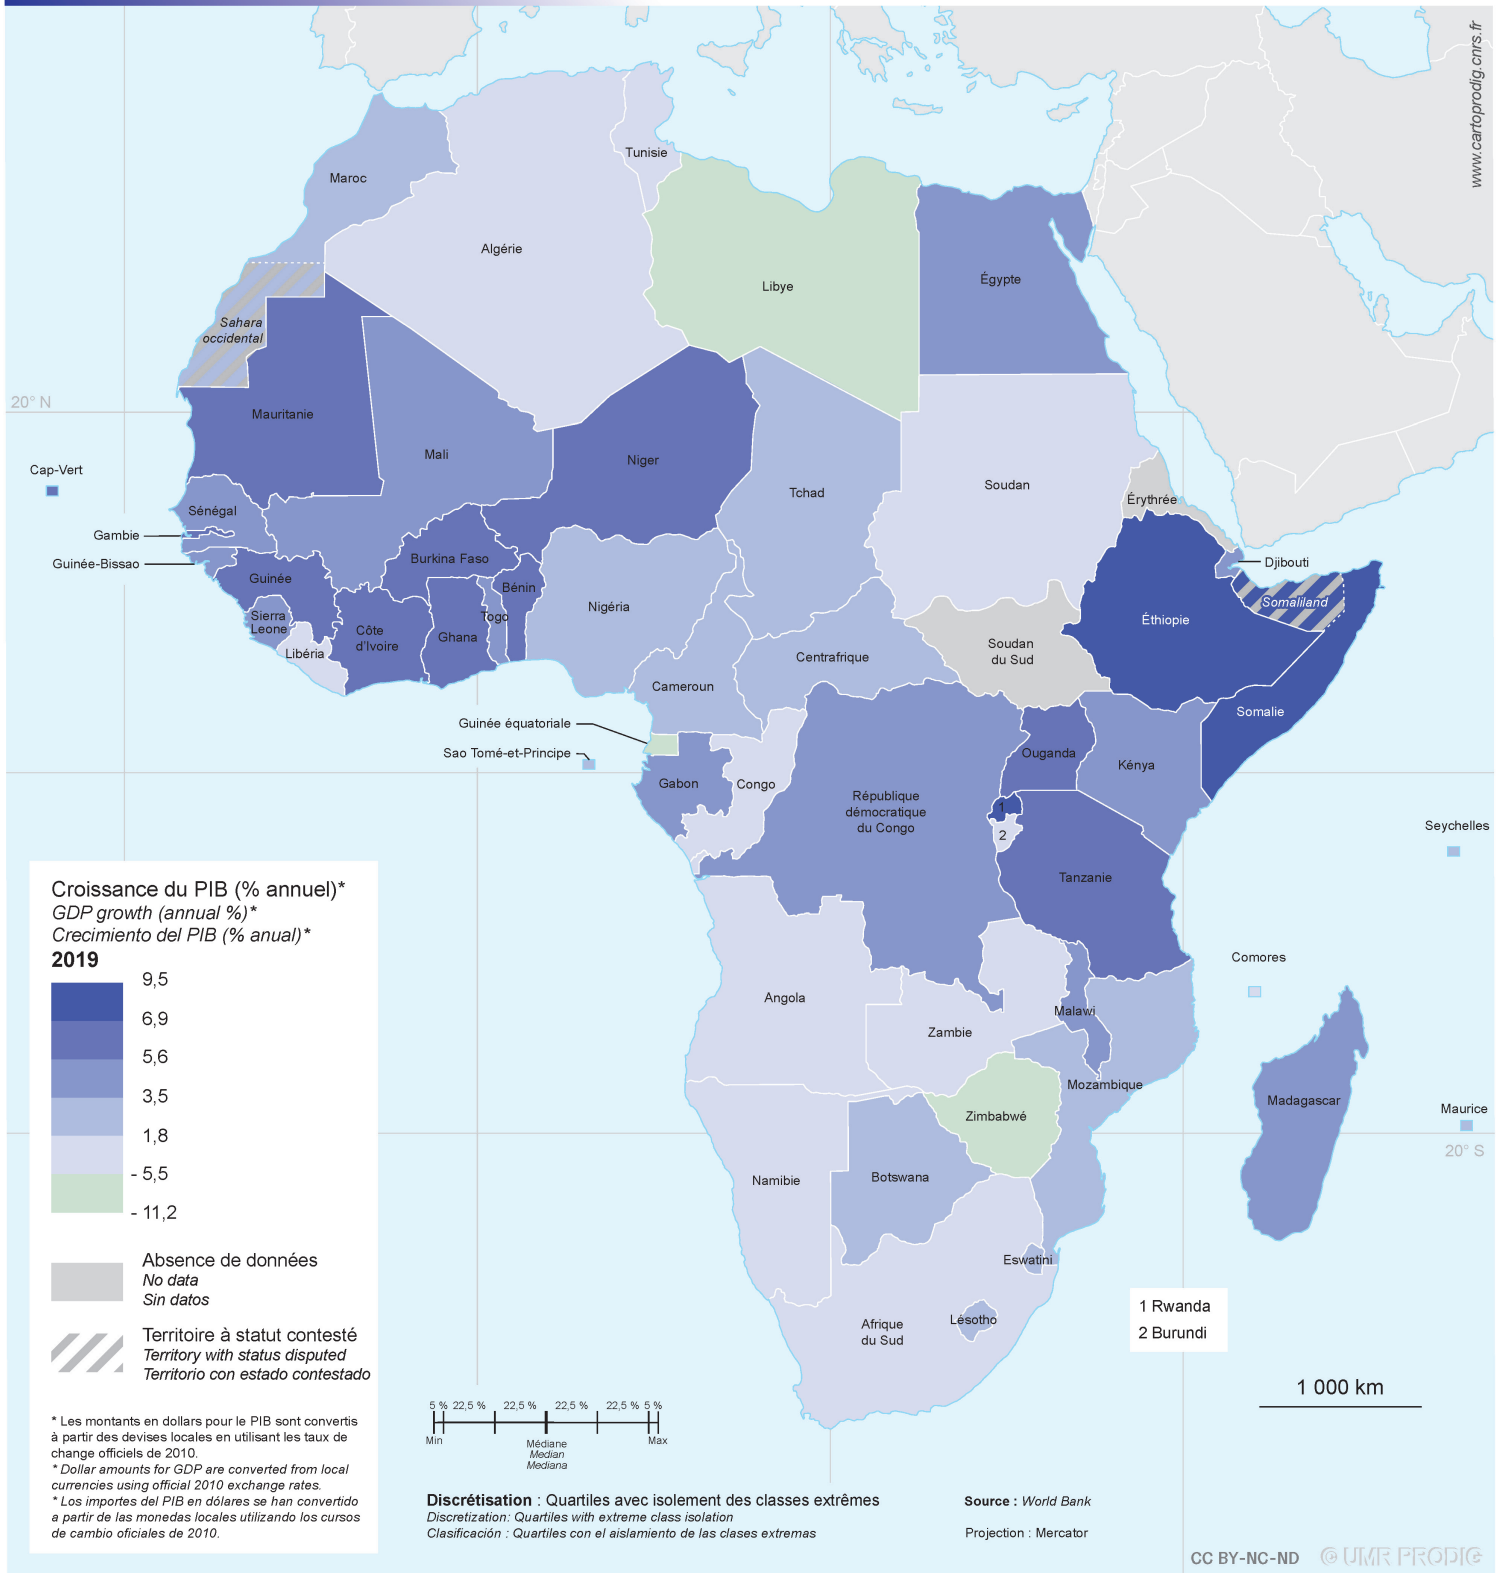 www.cartoprodig.cnrs.fr
Tunisie
Maroc
Algérie
Libye
Égypte
Sahara
occidental
20° N
Mauritanie
Mali
Niger
Cap-Vert
Tchad
Soudan
Érythrée
Sénégal
Gambie
Guinée-Bissao
Burkina Faso
Djibouti
Guinée
Bénin
Somaliland
Nigéria
Sierra
Leone
Togo
Éthiopie
Côte
d'Ivoire
Ghana
Libéria
Soudan
du Sud
Centrafrique
Cameroun
Somalie
Guinée équatoriale
Sao Tomé-et-Principe
Ouganda
Kénya
Gabon
Congo
République
démocratique
du Congo
1
2
Seychelles
Tanzanie
Comores
Angola
Malawi
Zambie
Mozambique
Madagascar
Zimbabwé
Maurice
20° S
Namibie
Botswana
Eswatini
Lésotho
Afrique
du Sud
Croissance du PIB (% annuel)*
GDP growth (annual %)*
Crecimiento del PIB (% anual)*
2019
9,5
6,9
5,6
3,5
1,8
- 5,5
- 11,2
Absence de données
No data
Sin datos
Territoire à statut contesté
Territory with status disputed
Territorio con estado contestado
* Les montants en dollars pour le PIB sont convertis
à partir des devises locales en utilisant les taux de
change officiels de 2010.
* Dollar amounts for GDP are converted from local
currencies using official 2010 exchange rates.
* Los importes del PIB en dólares se han convertido
a partir de las monedas locales utilizando los cursos
de cambio oficiales de 2010.
1 Rwanda
2 Burundi
1 000 km
5 % 22,5 % 22,5 % 22,5 % 22,5 % 5 %
Min Médiane Max
Median
Mediana
Discrétisation : Quartiles avec isolement des classes extrêmes
Discretization: Quartiles with extreme class isolation
Clasificación : Quartiles con el aislamiento de las clases extremas
Source : World Bank
Projection : Mercator
CC BY-NC-ND © UMR PRODIG